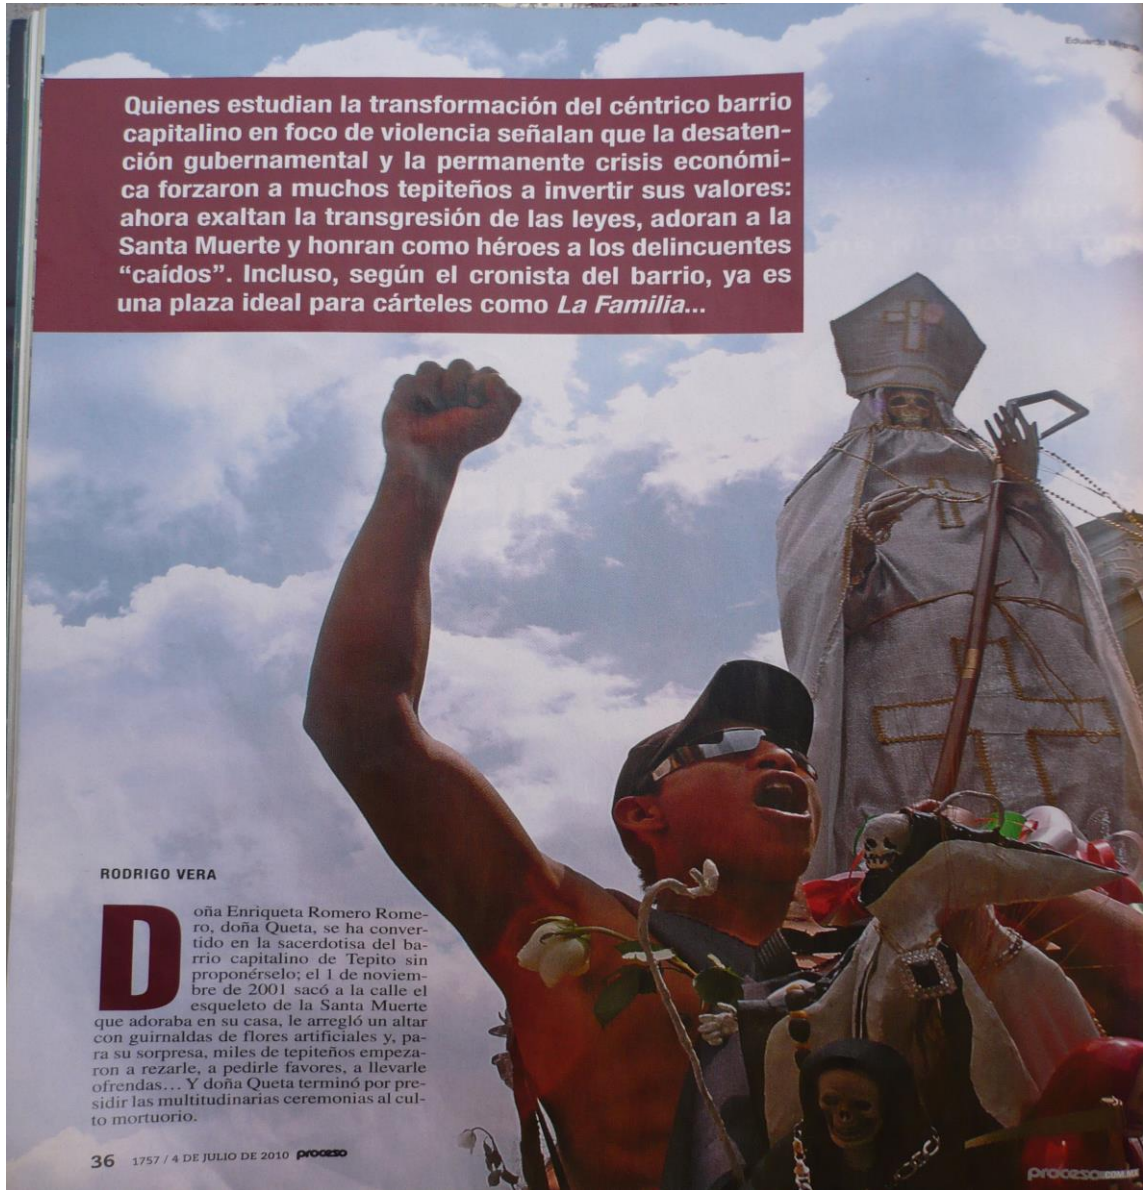 Eduardo
Quienes estudian la transformación del céntrico barrio
capitalino en foco de violencia señalan que la desaten-
ción gubernamental y la permanente crisis económi-
ca forzaron a muchos tepiteños a invertir sus valores:
ahora exaltan la transgresión de las leyes, adoran a la
Santa Muerte y honran como héroes a los delincuentes
“caídos”. Incluso, según el cronista del barrio, ya es
una plaza ideal para cárteles como La Familia...
RODRIGO VERA
Doña Enriqueta Romero Rome-
ro, doña Queta, se ha conver-
tido en la sacerdotisa del ba-
rrio capitalino de Tepito sin
proponérselo; el 1 de noviem-
bre de 2001 sacó a la calle el
esqueleto de la Santa Muerte
que adoraba en su casa, le arregló un altar
con guirnaldas de flores artificiales y, pa-
ra su sorpresa, miles de tepiteños empeza-
ron a rezarle, a pedirle favores, a llevarle
ofrendas... Y doña Queta terminó por pre-
sidir las multitudinarias ceremonias al cul-
to mortuorio.
36 1757 / 4 DE JULIO DE 2010 proceso
proceso.COM.MX